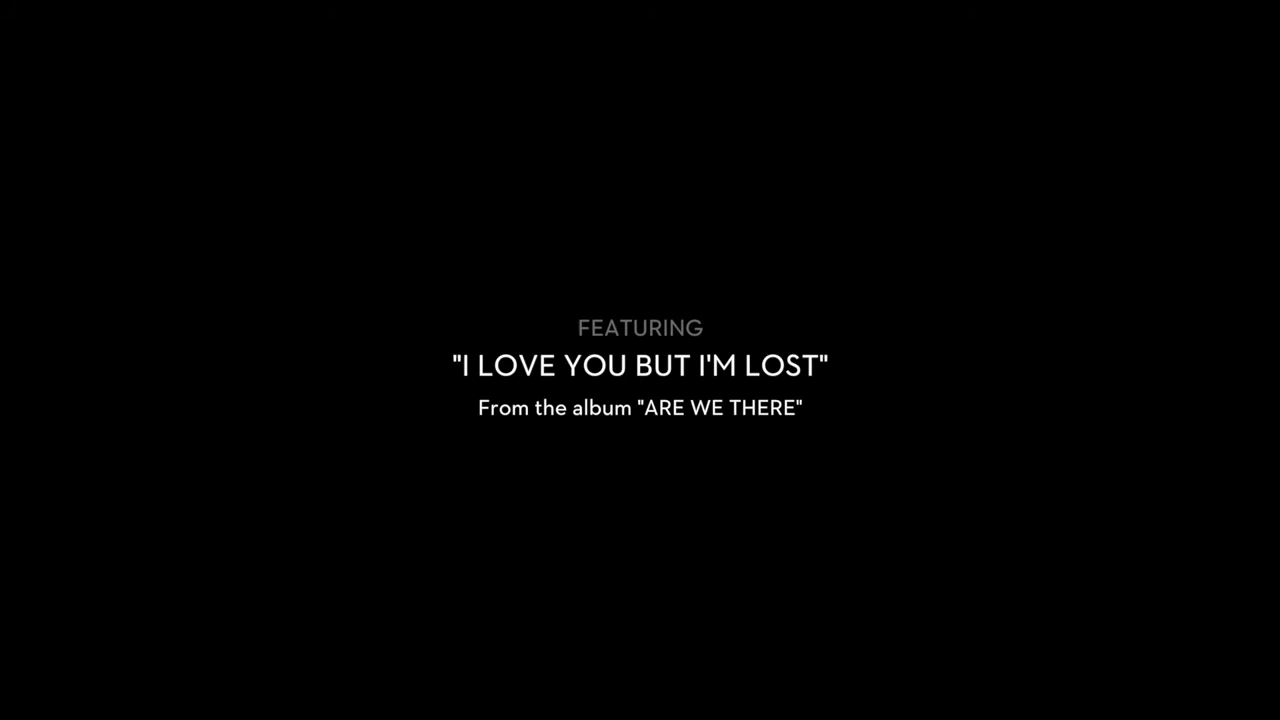 FEATURING
"I LOVE YOU BUT I'M LOST"
From the album "ARE WE THERE"